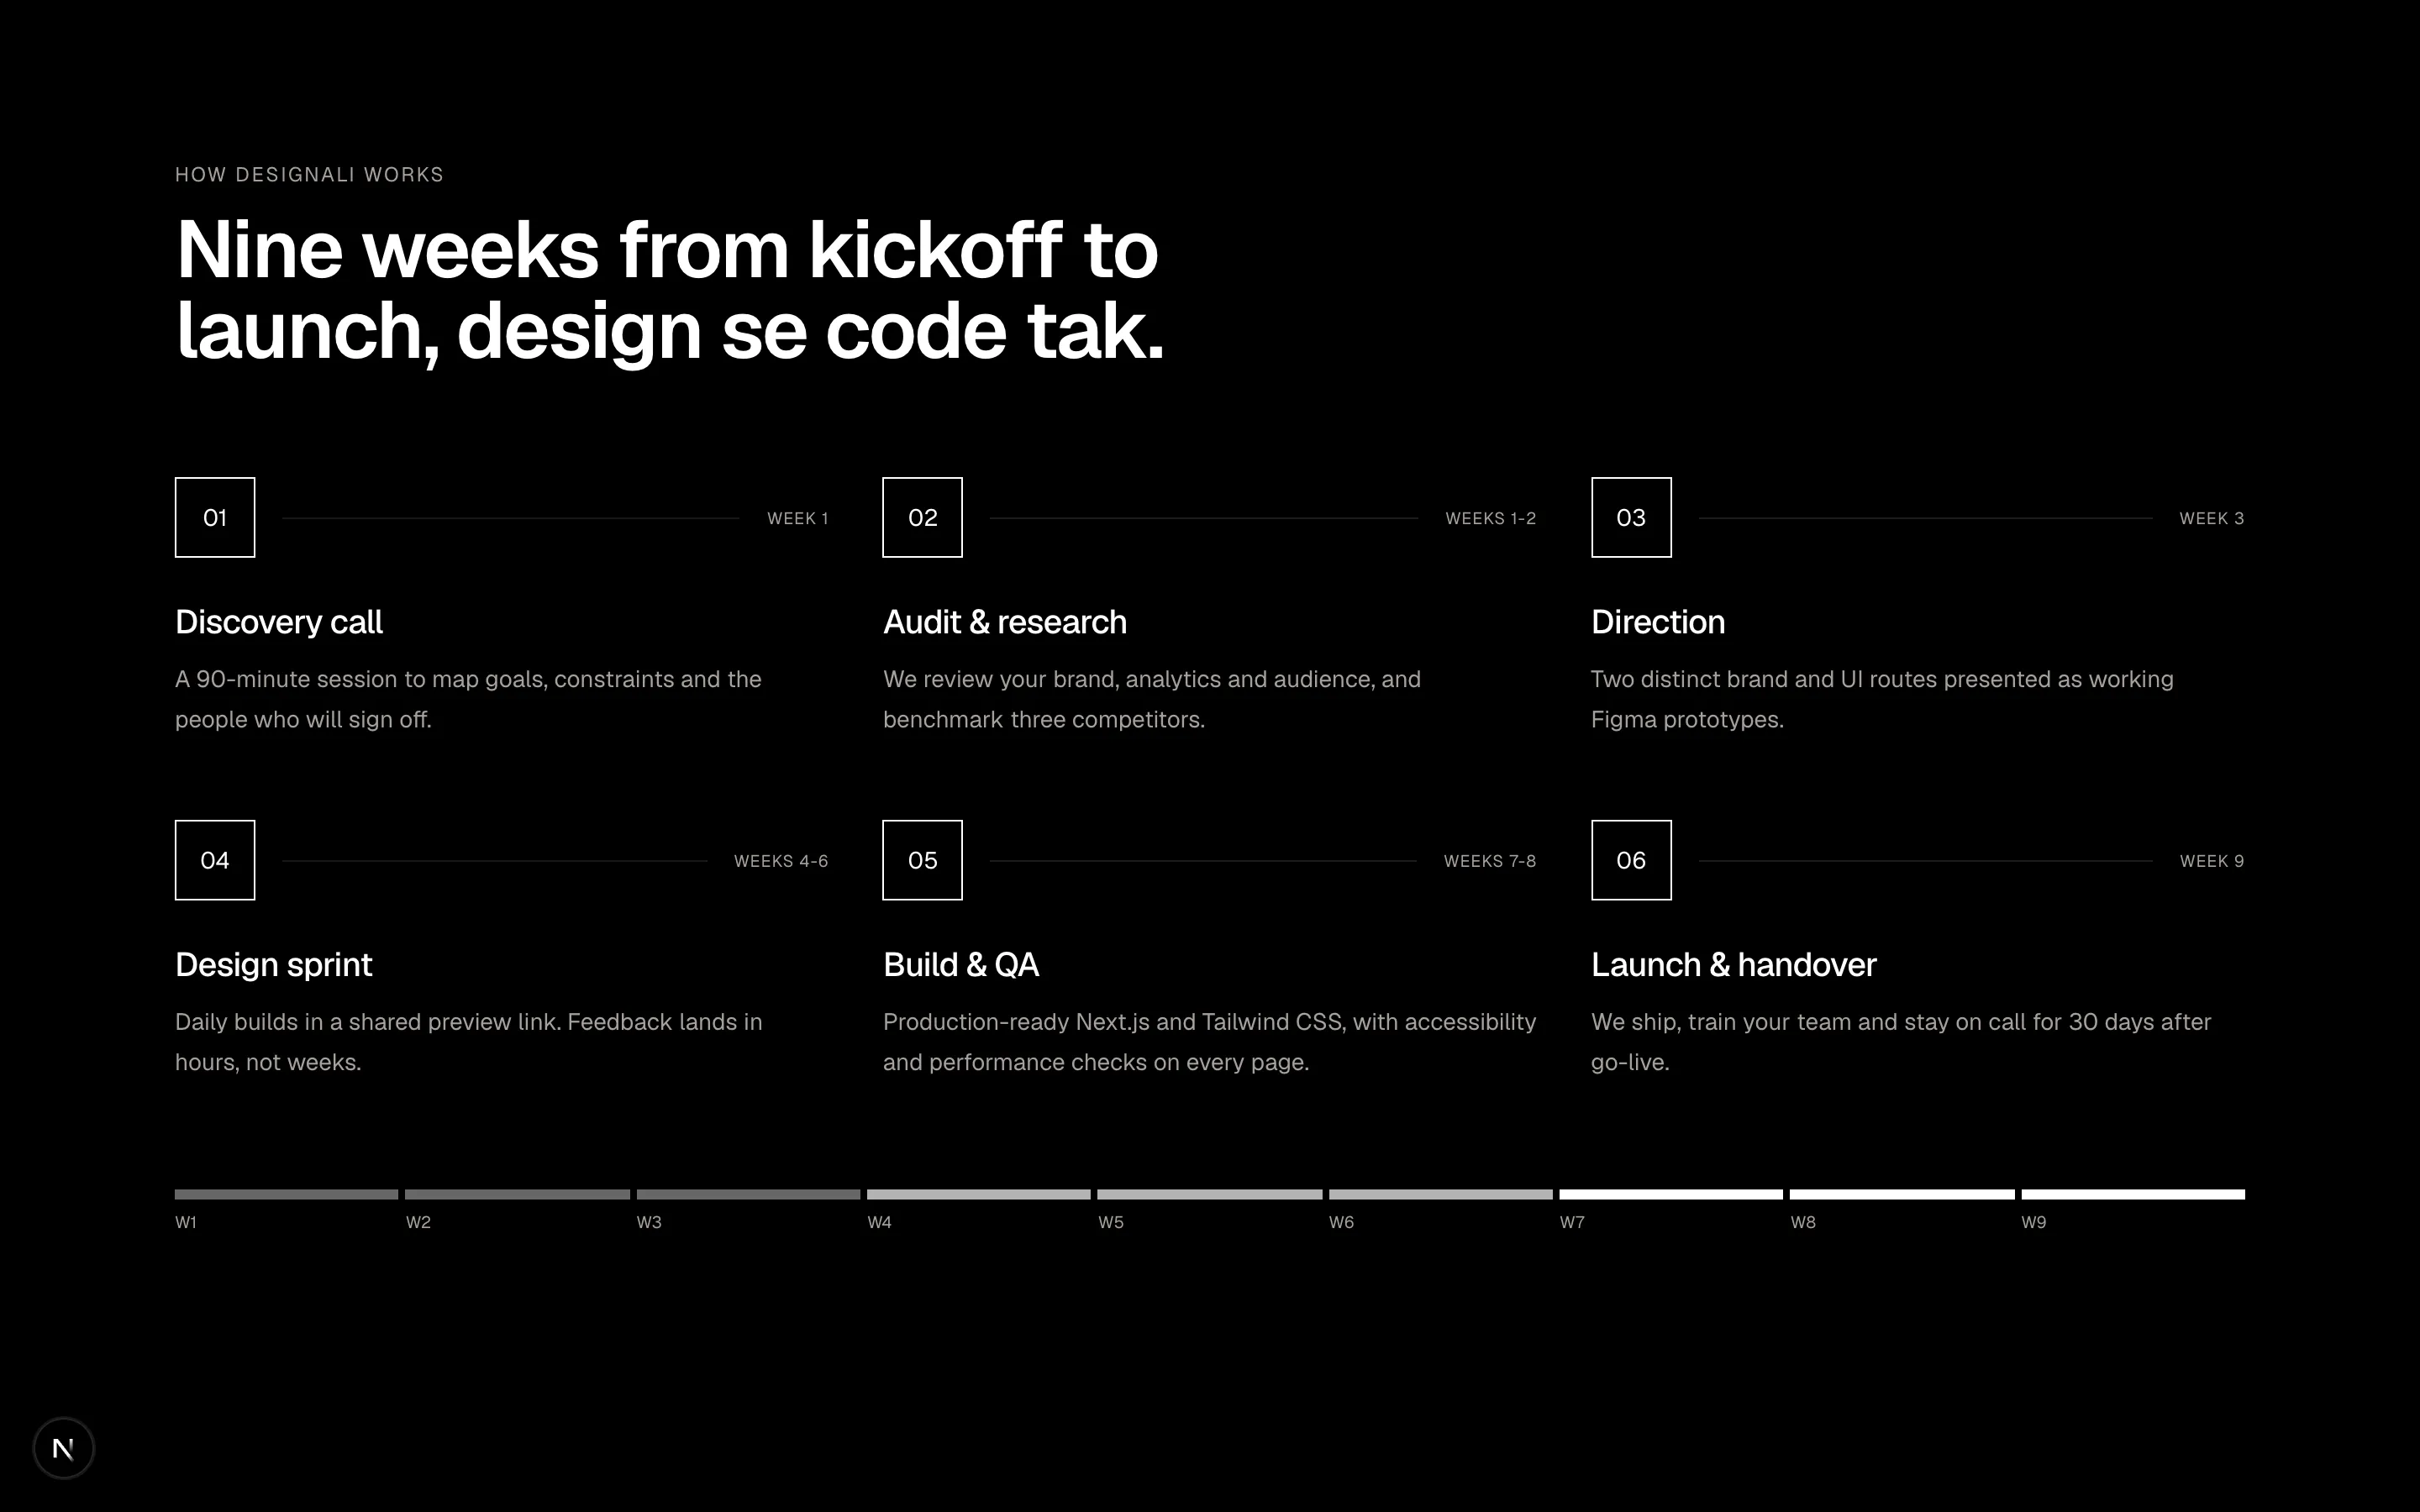 HOW DESIGNALI WORKS
Nine weeks from kickoff to
launch, design se code tak.
01
WEEK 1
Discovery call
A 90-minute session to map goals, constraints and the
people who will sign off.
02
WEEKS 1-2
Audit & research
We review your brand, analytics and audience, and
benchmark three competitors.
03
WEEK 3
Direction
Two distinct brand and UI routes presented as working
Figma prototypes.
04
WEEKS 4-6
Design sprint
Daily builds in a shared preview link. Feedback lands in
hours, not weeks.
05
WEEKS 7-8
Build & QA
Production-ready Next.js and Tailwind CSS, with accessibility
and performance checks on every page.
06
WEEK 9
Launch & handover
We ship, train your team and stay on call for 30 days after
go-live.
W1
W2
W3
W4
W5
W6
W7
W8
W9
N